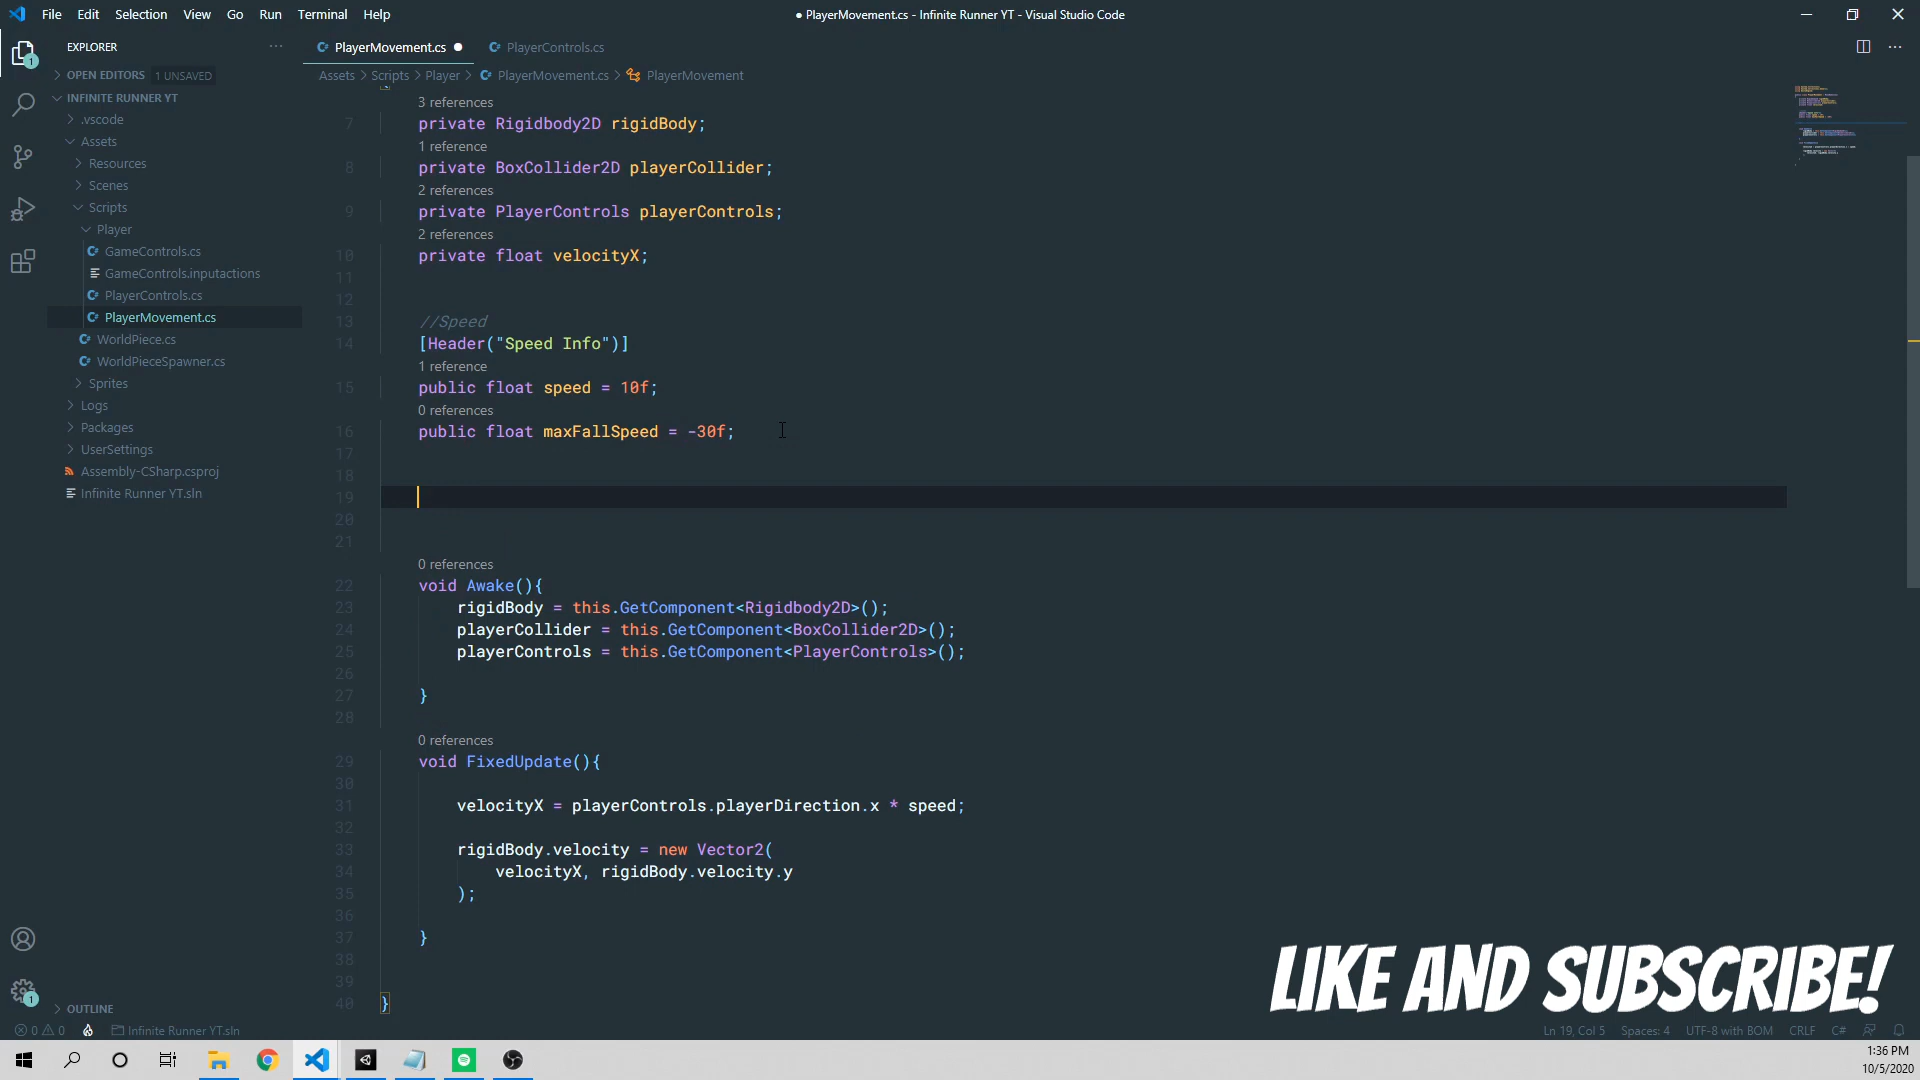 File Edit Selection View Go Run Terminal Help
● PlayerMovement.cs - Infinite Runner YT - Visual Studio Code
EXPLORER ···
OPEN EDITORS 1 UNSAVED
INFINITE RUNNER YT
.vscode
Assets
Resources
Scenes
Scripts
Player
GameControls.cs
GameControls.inputactions
PlayerControls.cs
PlayerMovement.cs
WorldPiece.cs
WorldPieceSpawner.cs
Sprites
Logs
Packages
UserSettings
Assembly-CSharp.csproj
Infinite Runner YT.sln
OUTLINE
1
1
PlayerMovement.cs ● PlayerControls.cs
Assets > Scripts > Player > PlayerMovement.cs > PlayerMovement
3 references
7 private Rigidbody2D rigidBody;
1 reference
8 private BoxCollider2D playerCollider;
2 references
9 private PlayerControls playerControls;
2 references
10 private float velocityX;
11
12
13 //Speed
14 [Header("Speed Info")]
1 reference
15 public float speed = 10f;
0 references
16 public float maxFallSpeed = -30f;
17
18
19
20
21
0 references
22 void Awake(){
23 rigidBody = this.GetComponent<Rigidbody2D>();
24 playerCollider = this.GetComponent<BoxCollider2D>();
25 playerControls = this.GetComponent<PlayerControls>();
26
27 }
28
0 references
29 void FixedUpdate(){
30
31 velocityX = playerControls.playerDirection.x * speed;
32
33 rigidBody.velocity = new Vector2(
34 velocityX, rigidBody.velocity.y
35 );
36
37 }
38
39
40 }
LIKE AND SUBSCRIBE!
0 0 Infinite Runner YT.sln
Ln 19, Col 5 Spaces: 4 UTF-8 with BOM CRLF C#
1:36 PM
10/5/2020